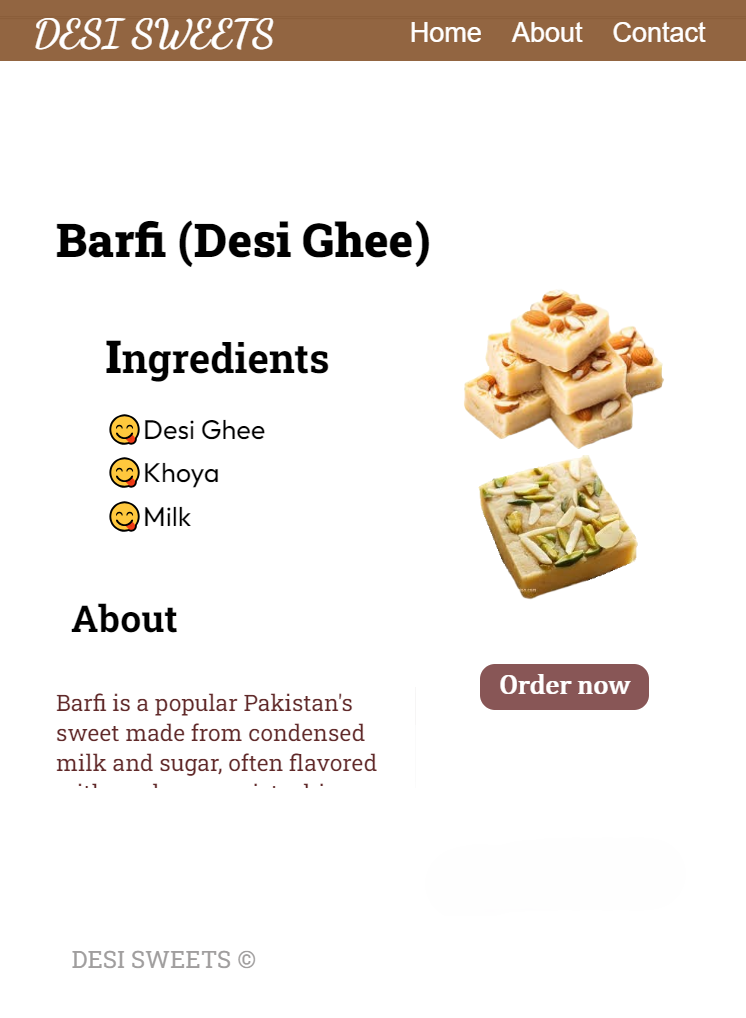 DESI SWEETS
Home About Contact
Barfi (Desi Ghee)
Ingredients
Desi Ghee
Khoya
Milk
About
Barfi is a popular Pakistan's
sweet made from condensed
milk and sugar, often flavored
Order now
DESI SWEETS ©